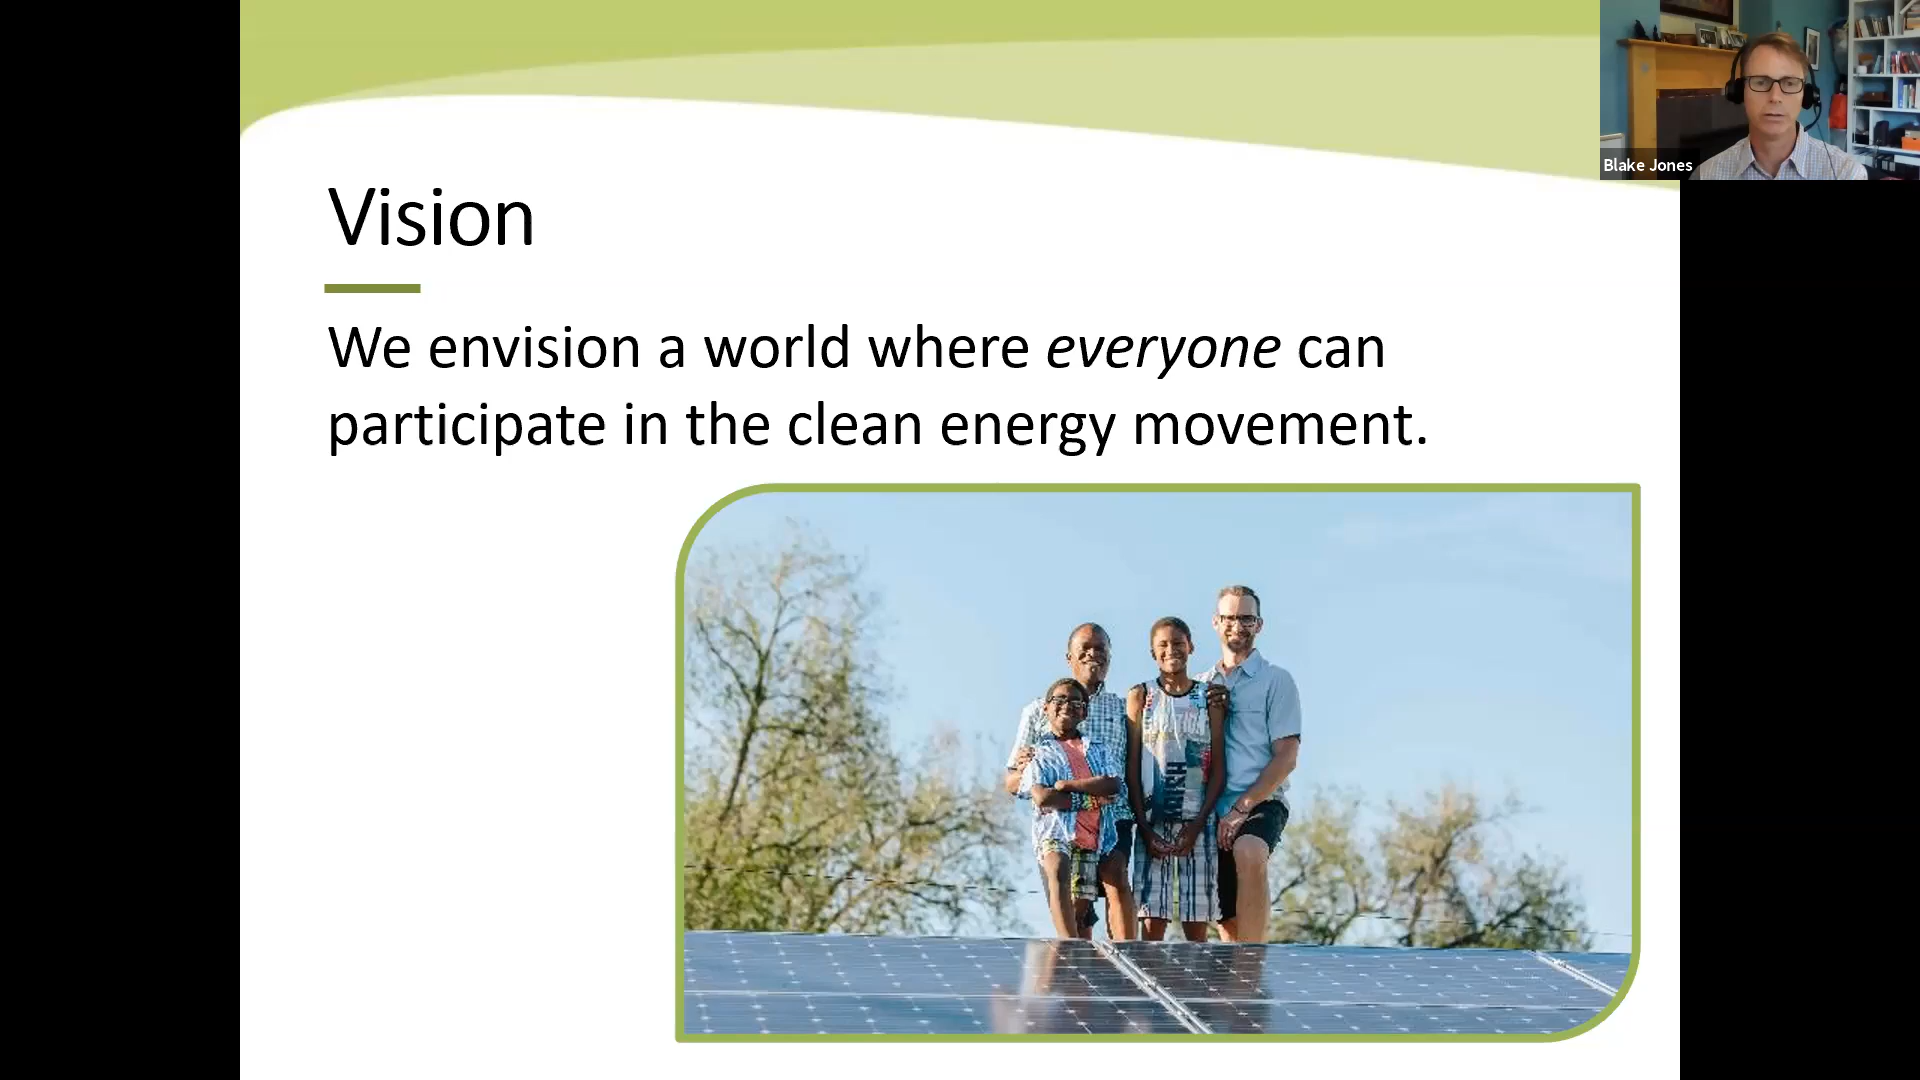 Blake Jones
Vision
We envision a world where everyone can
participate in the clean energy movement.